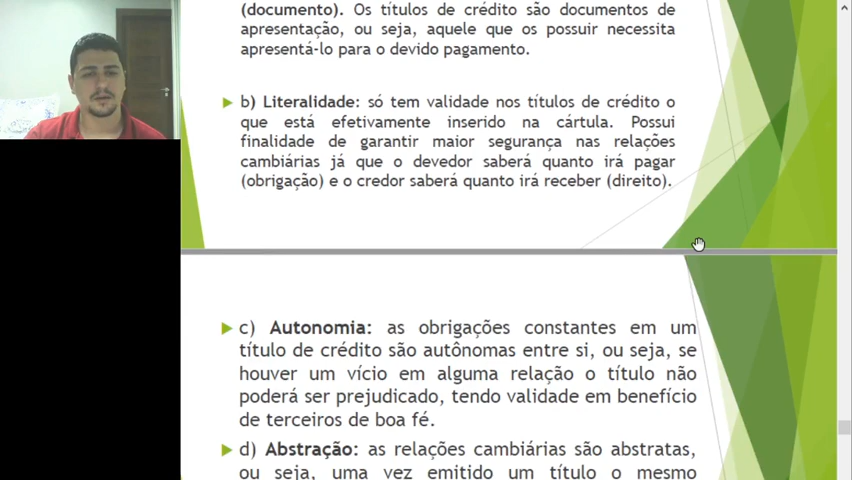 (documento). Os títulos de crédito são documentos de
apresentação, ou seja, aquele que os possuir necessita
apresentá-lo para o devido pagamento.
b) Literalidade: só tem validade nos títulos de crédito o
que está efetivamente inserido na cártula. Possui
finalidade de garantir maior segurança nas relações
cambiárias já que o devedor saberá quanto irá pagar
(obrigação) e o credor saberá quanto irá receber (direito).
c) Autonomia: as obrigações constantes em um
título de crédito são autônomas entre si, ou seja, se
houver um vício em alguma relação o título não
poderá ser prejudicado, tendo validade em benefício
de terceiros de boa fé.
d) Abstração: as relações cambiárias são abstratas,
ou seja, uma vez emitido um título o mesmo